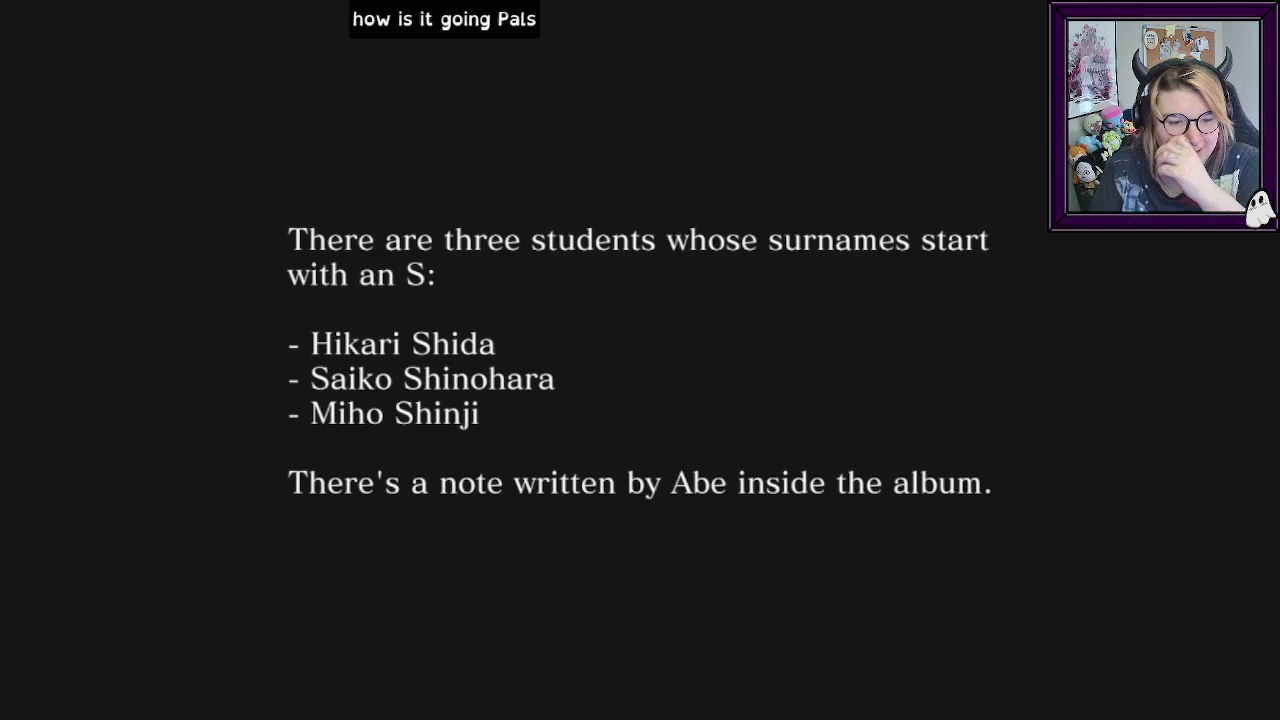 how is it going Pals
There are three students whose surnames start
with an S:
- Hikari Shida
- Saiko Shinohara
- Miho Shinji
There's a note written by Abe inside the album.